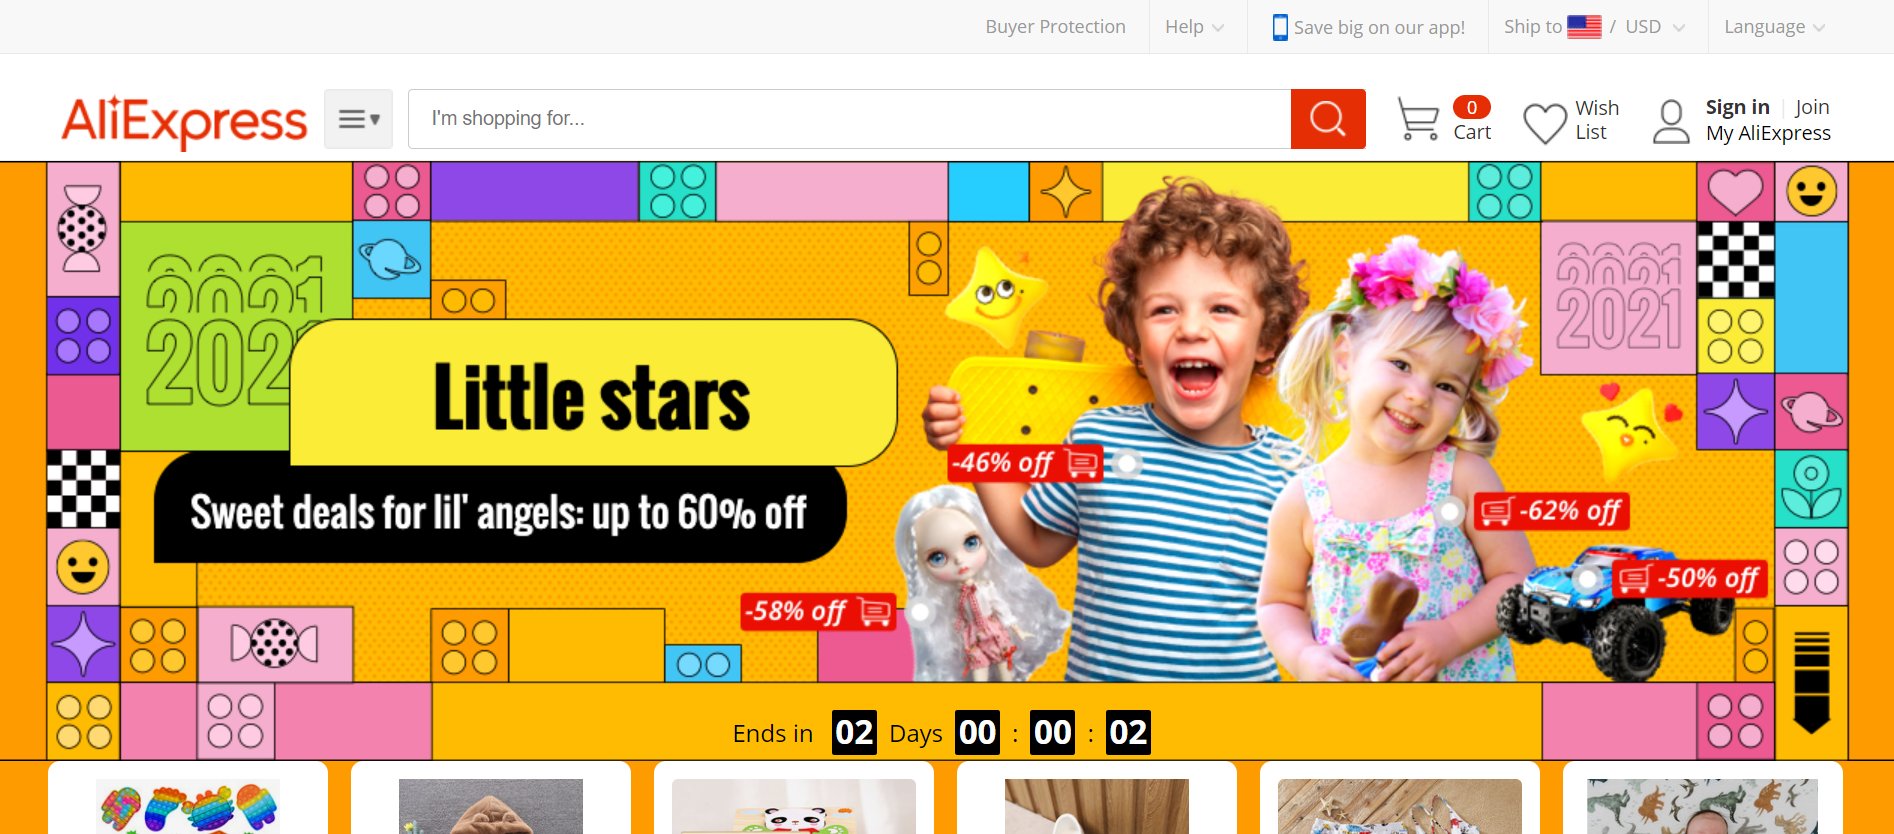 Buyer Protection
Help
Save big on our app!
Ship to / USD
Language
AliExpress
I'm shopping for...
0
Cart
Wish
List
Sign in
Join
My AliExpress
2021
2021
2021
2021
Little stars
Sweet deals for lil' angels: up to 60% off
-46% off
-62% off
-50% off
-58% off
Ends in 02 Days 00 : 00 : 02